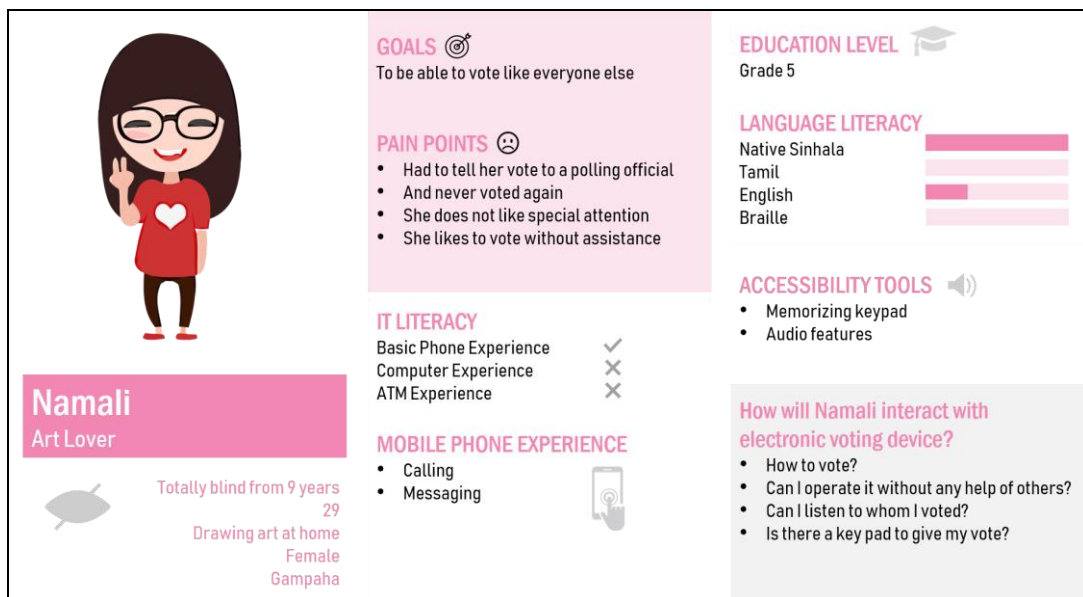 Namali
Art Lover
Totally blind from 9 years
29
Drawing art at home
Female
Gampaha
GOALS
To be able to vote like everyone else
PAIN POINTS
• Had to tell her vote to a polling official
• And never voted again
• She does not like special attention
• She likes to vote without assistance
IT LITERACY
Basic Phone Experience
Computer Experience
ATM Experience
MOBILE PHONE EXPERIENCE
• Calling
• Messaging
EDUCATION LEVEL
Grade 5
LANGUAGE LITERACY
Native Sinhala
Tamil
English
Braille
ACCESSIBILITY TOOLS
• Memorizing keypad
• Audio features
How will Namali interact with
electronic voting device?
• How to vote?
• Can I operate it without any help of others?
• Can I listen to whom I voted?
• Is there a key pad to give my vote?